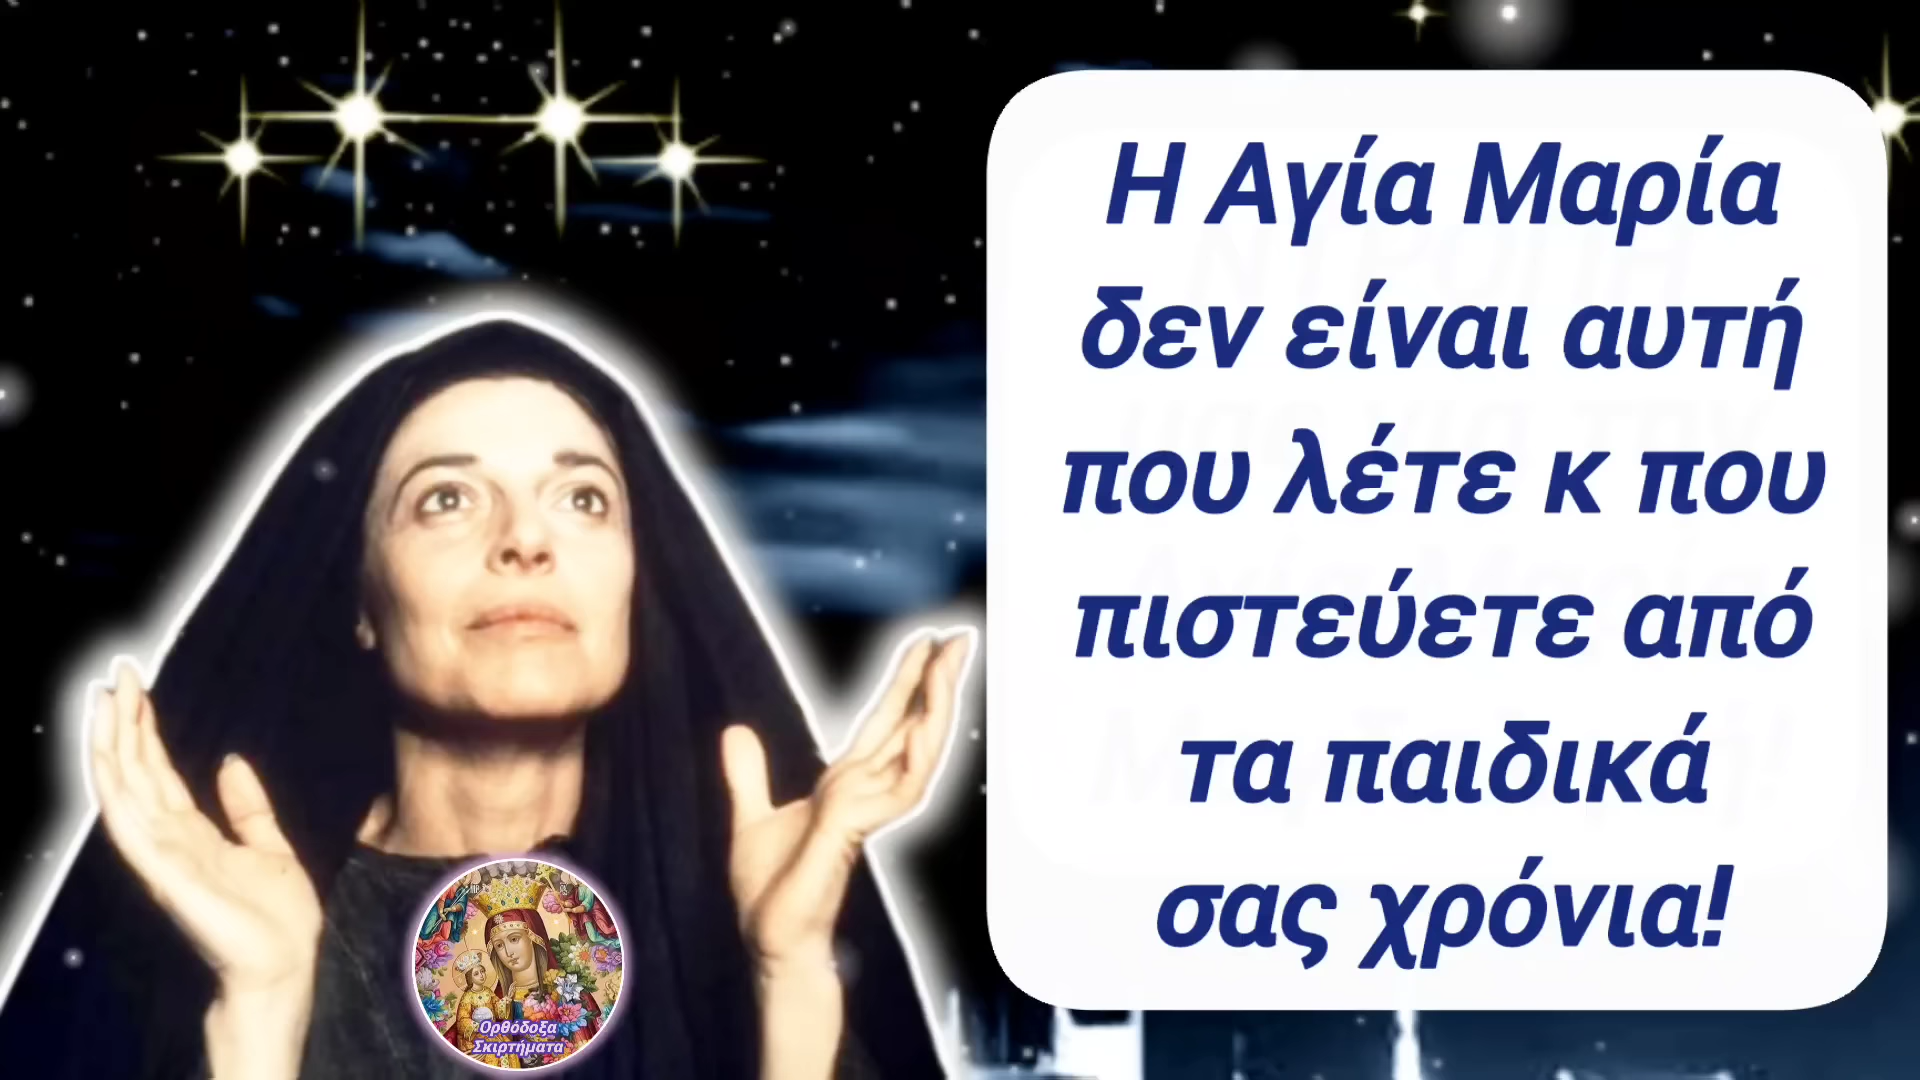 Η Αγία Μαρία
δεν είναι αυτή
που λέτε κ που
πιστεύετε από
τα παιδικά
σας χρόνια!
Ορθόδοξα
Σκιρτήματα